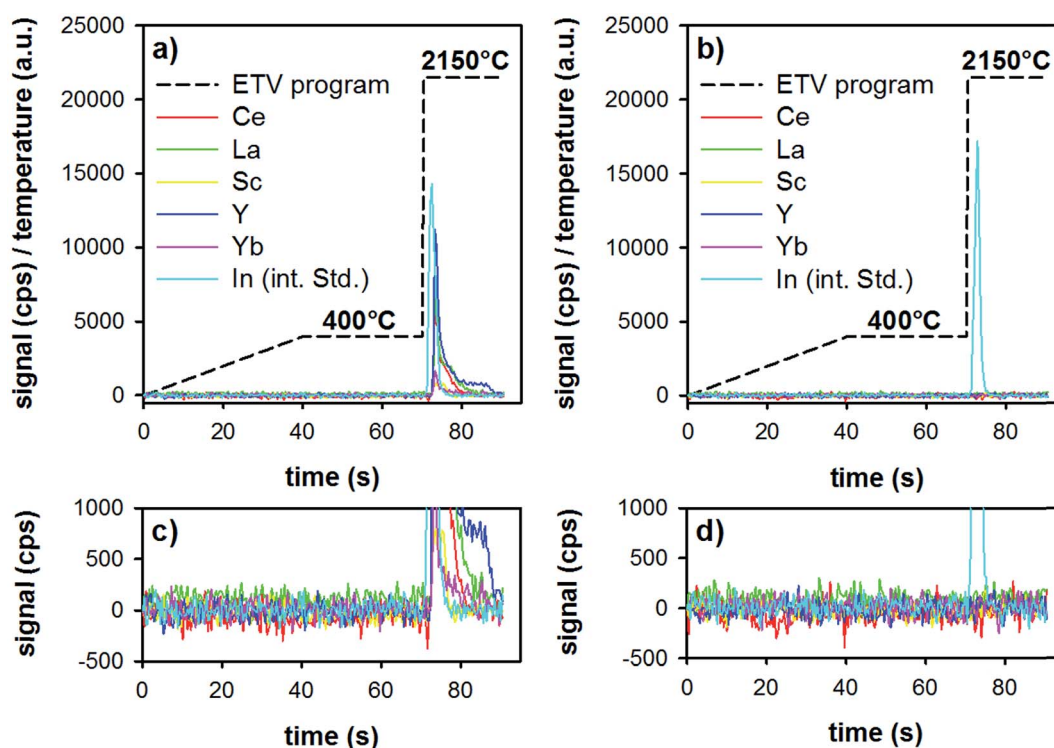 a)
2150°C
ETV program
Ce
La
Sc
Y
Yb
In (int. Std.)
400°C
signal (cps) / temperature (a.u.)
25000
20000
15000
10000
5000
0
0 20 40 60 80
time (s)
b)
2150°C
ETV program
Ce
La
Sc
Y
Yb
In (int. Std.)
400°C
signal (cps) / temperature (a.u.)
25000
20000
15000
10000
5000
0
0 20 40 60 80
time (s)
c)
signal (cps)
1000
500
0
-500
0 20 40 60 80
time (s)
d)
signal (cps)
1000
500
0
-500
0 20 40 60 80
time (s)